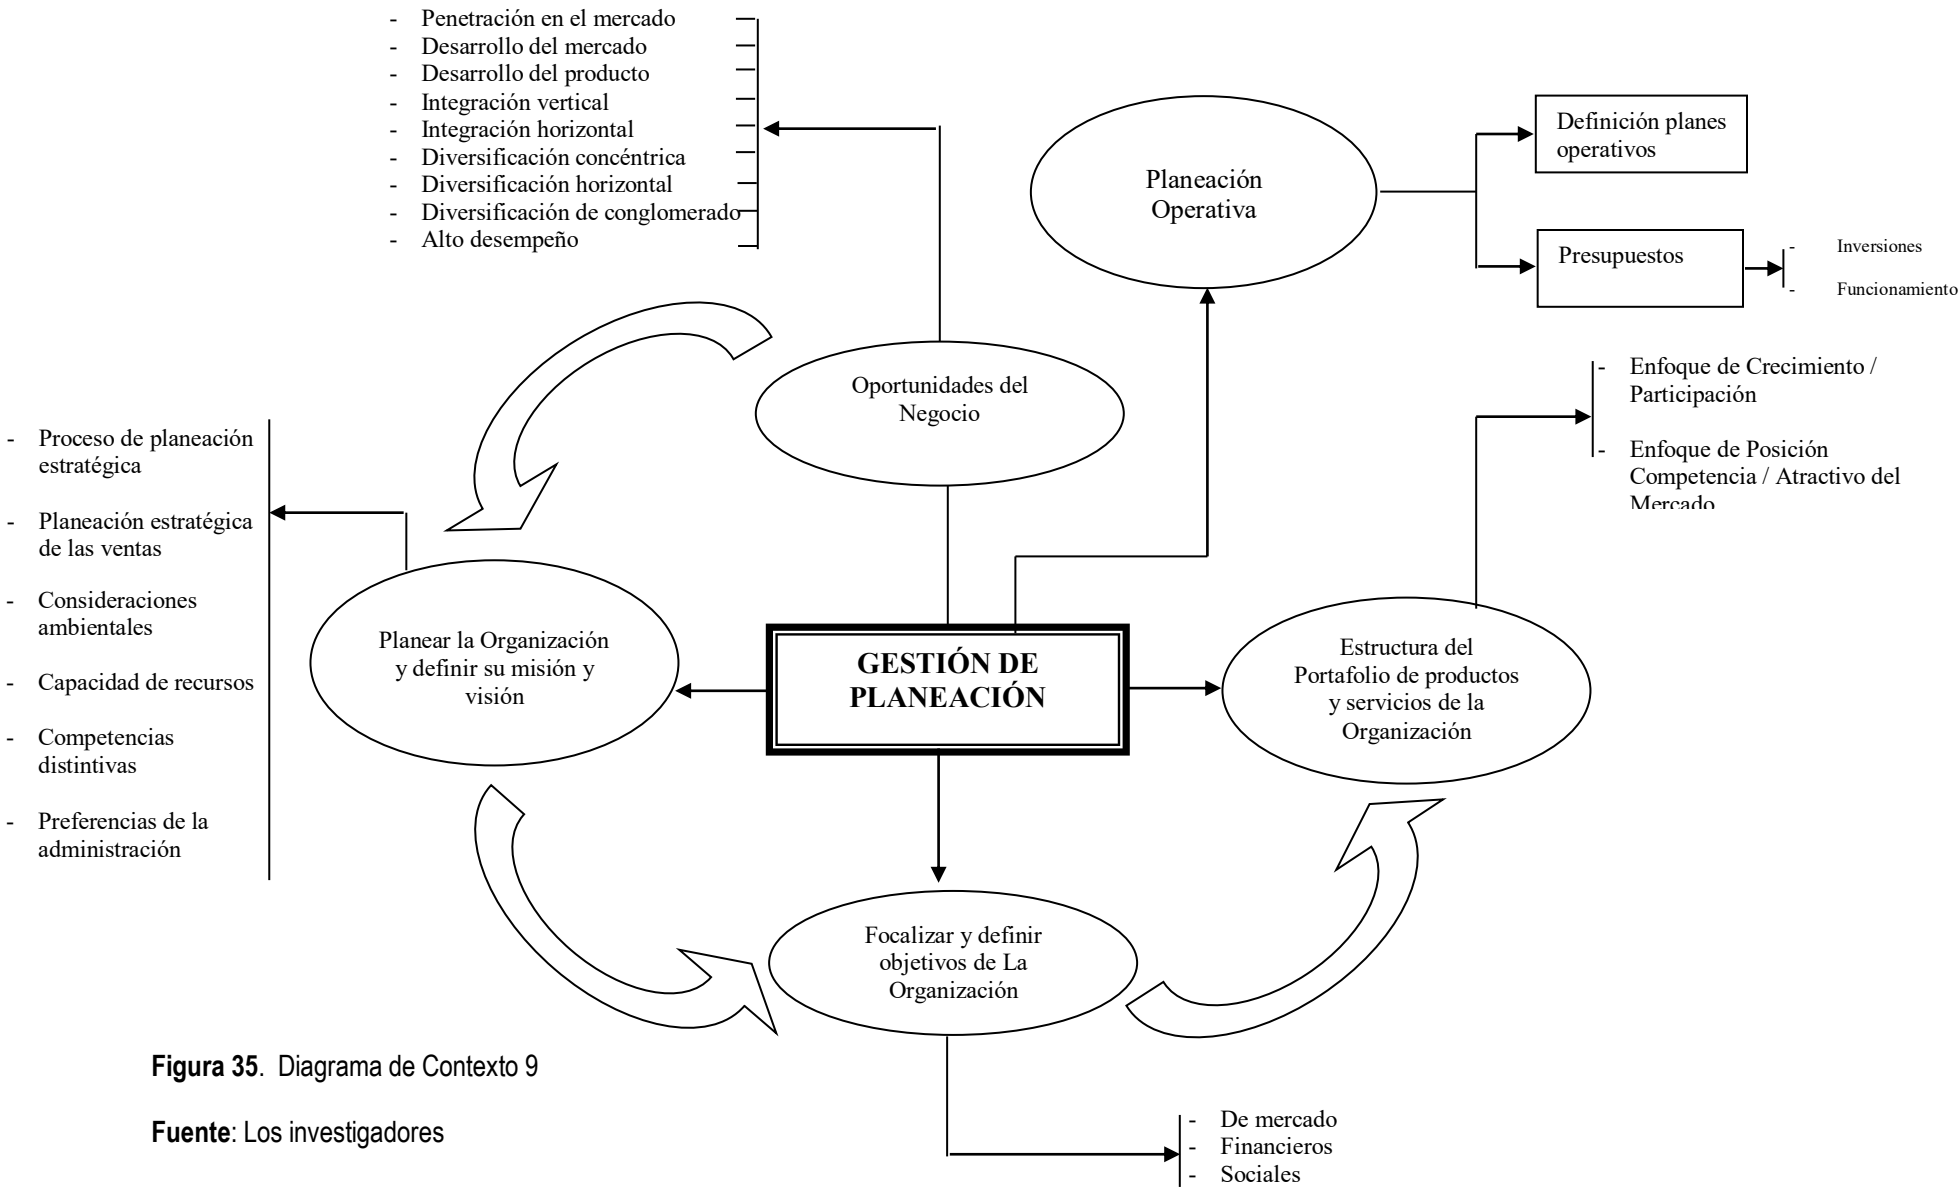 - Penetración en el mercado
- Desarrollo del mercado
- Desarrollo del producto
- Integración vertical
- Integración horizontal
- Diversificación concéntrica
- Diversificación horizontal
- Diversificación de conglomerado
- Alto desempeño
Planeación
Operativa
Definición planes
operativos
Presupuestos
- Inversiones
- Funcionamiento
Oportunidades del
Negocio
- Enfoque de Crecimiento /
Participación
- Enfoque de Posición
Competencia / Atractivo del
Mercado
- Proceso de planeación
estratégica
- Planeación estratégica
de las ventas
- Consideraciones
ambientales
- Capacidad de recursos
- Competencias
distintivas
- Preferencias de la
administración
Planear la Organización
y definir su misión y
visión
GESTIÓN DE
PLANEACIÓN
Estructura del
Portafolio de productos
y servicios de la
Organización
Focalizar y definir
objetivos de La
Organización
- De mercado
- Financieros
- Sociales
Figura 35. Diagrama de Contexto 9
Fuente: Los investigadores